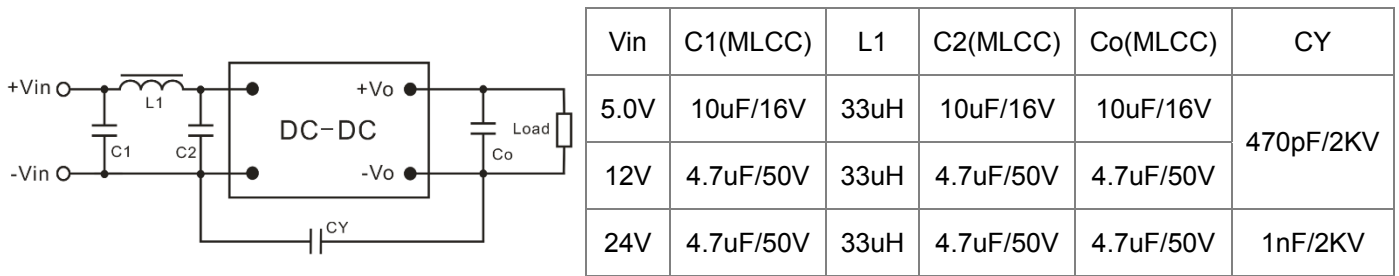 +Vin
L1
+Vo
DC-DC
Load
C1
C2
Co
-Vin
-Vo
CY
Vin C1(MLCC) L1 C2(MLCC) Co(MLCC) CY
5.0V 10uF/16V 33uH 10uF/16V 10uF/16V 470pF/2KV
12V 4.7uF/50V 33uH 4.7uF/50V 4.7uF/50V
24V 4.7uF/50V 33uH 4.7uF/50V 4.7uF/50V 1nF/2KV